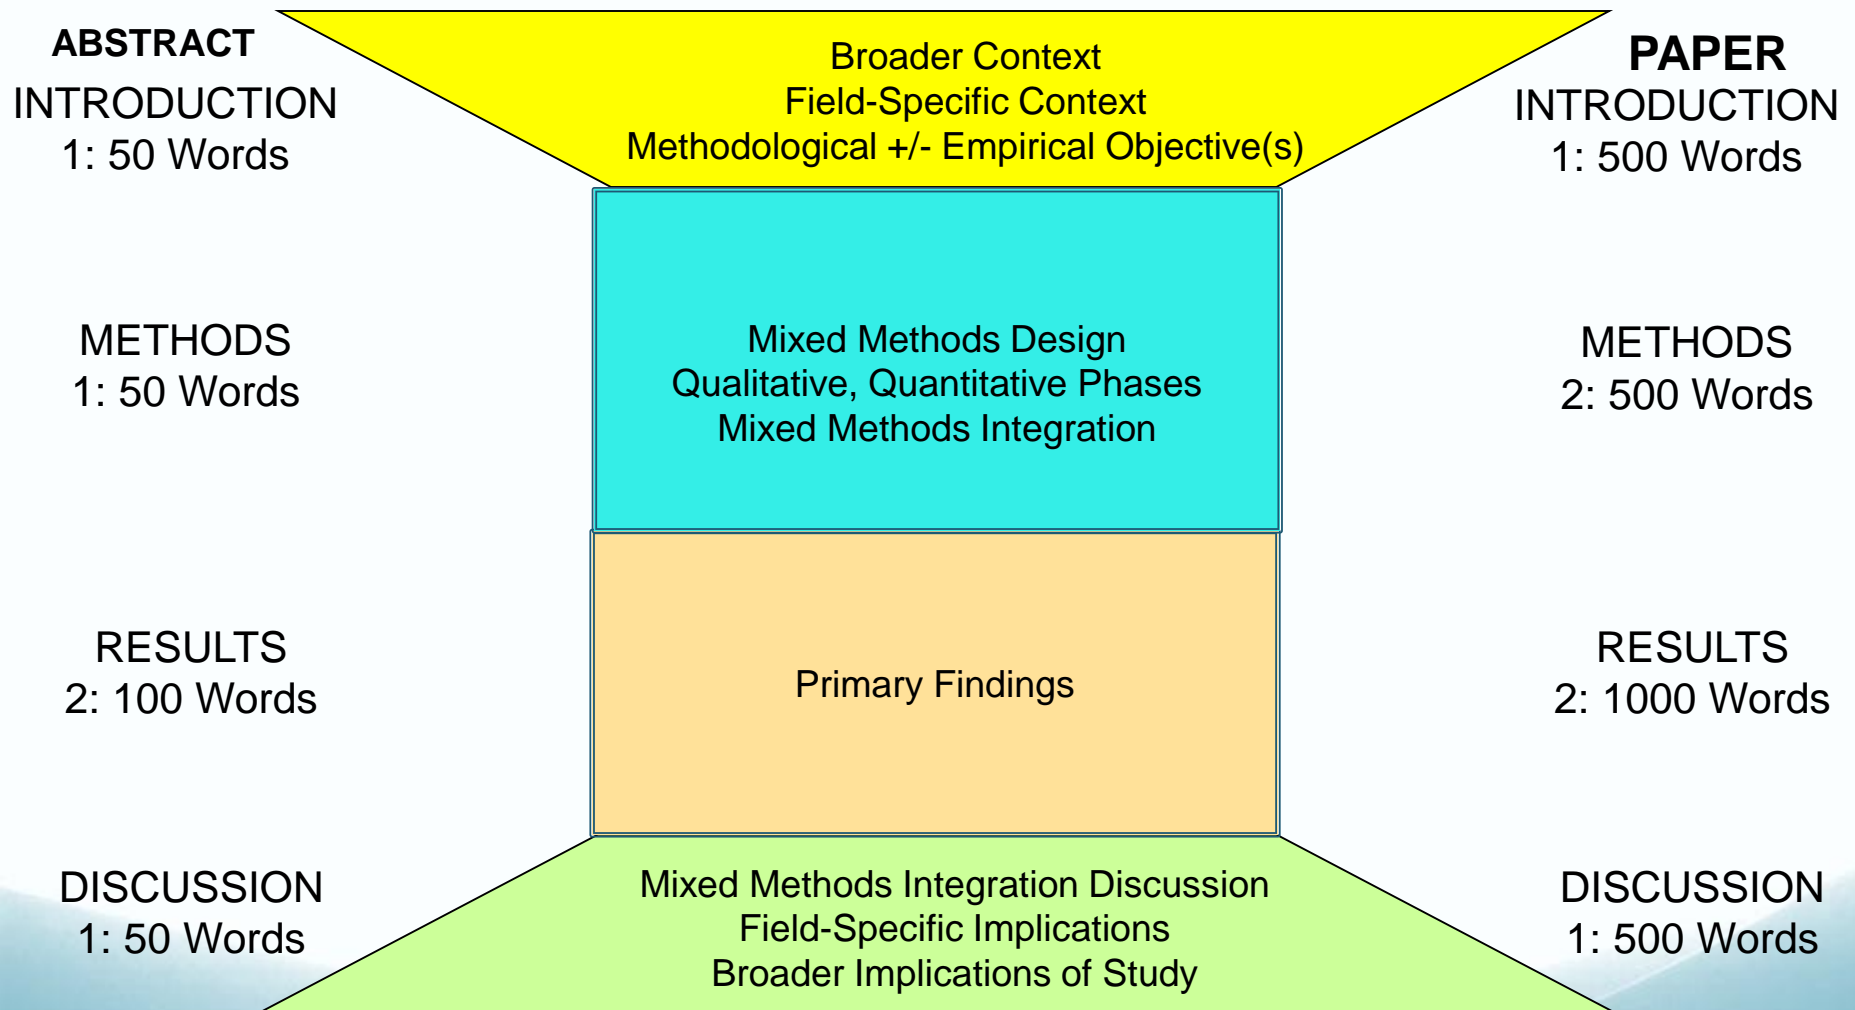 ABSTRACT
INTRODUCTION
1: 50 Words
Broader Context
Field-Specific Context
Methodological +/- Empirical Objective(s)
PAPER
INTRODUCTION
1: 500 Words
METHODS
1: 50 Words
Mixed Methods Design
Qualitative, Quantitative Phases
Mixed Methods Integration
METHODS
2: 500 Words
RESULTS
2: 100 Words
Primary Findings
RESULTS
2: 1000 Words
DISCUSSION
1: 50 Words
Mixed Methods Integration Discussion
Field-Specific Implications
Broader Implications of Study
DISCUSSION
1: 500 Words